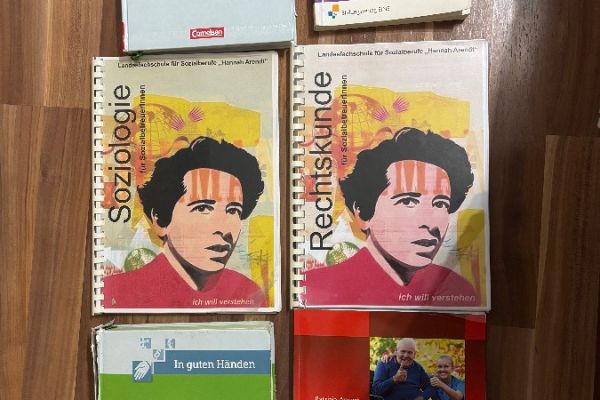 Cornelsen
Landesfachschule für Sozialberufe „Hannah Arendt“
Soziologie
für SozialbetreuerInnen
ich will verstehen
Landesfachschule für Sozialberufe „Hannah Arendt“
Rechtskunde
für SozialbetreuerInnen
ich will verstehen
In guten Händen